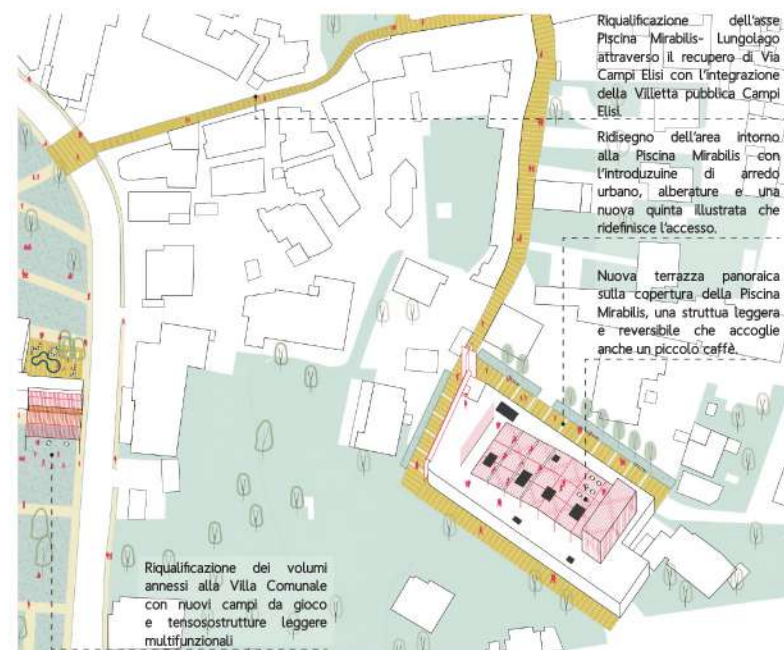 Riqualificazione dell'asse
Piscina Mirabilis- Lungolago
attraverso il recupero di Via
Campi Elisi con l'integrazione
della Villetta pubblica Campi
Elisi.
Ridisegno dell'area intorno
alla Piscina Mirabilis con
l'introduzuine di arredo
urbano, alberature e una
nuova quinta illustrata che
ridefinisce l'accesso.
Nuova terrazza panoraica
sulla copertura della Piscina
Mirabilis, una struttua leggera
e reversibile che accoglie
anche un piccolo caffè.
Riqualificazione dei volumi
annessi alla Villa Comunale
con nuovi campi da gioco
e tensosostrutture leggere
multifunzionali